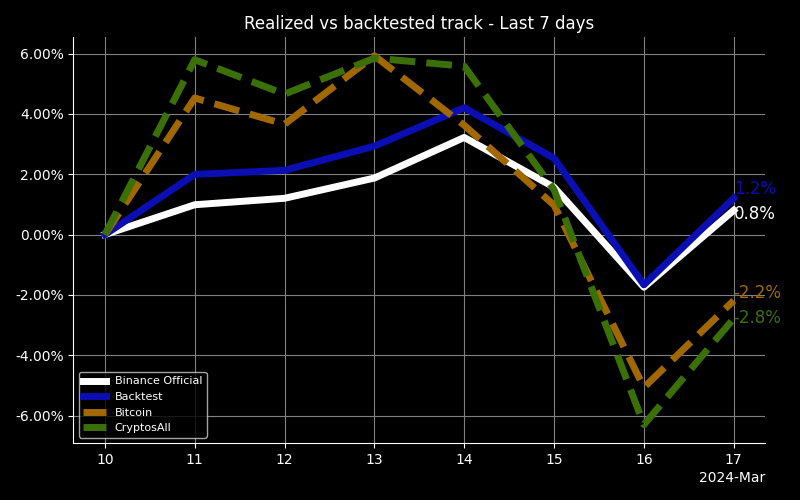 Realized vs backtested track - Last 7 days
6.00%
4.00%
2.00%
0.00%
-2.00%
-4.00%
-6.00%
1.2%
0.8%
-2.2%
-2.8%
Binance Official
Backtest
Bitcoin
CryptosAll
10 11 12 13 14 15 16 17
2024-Mar